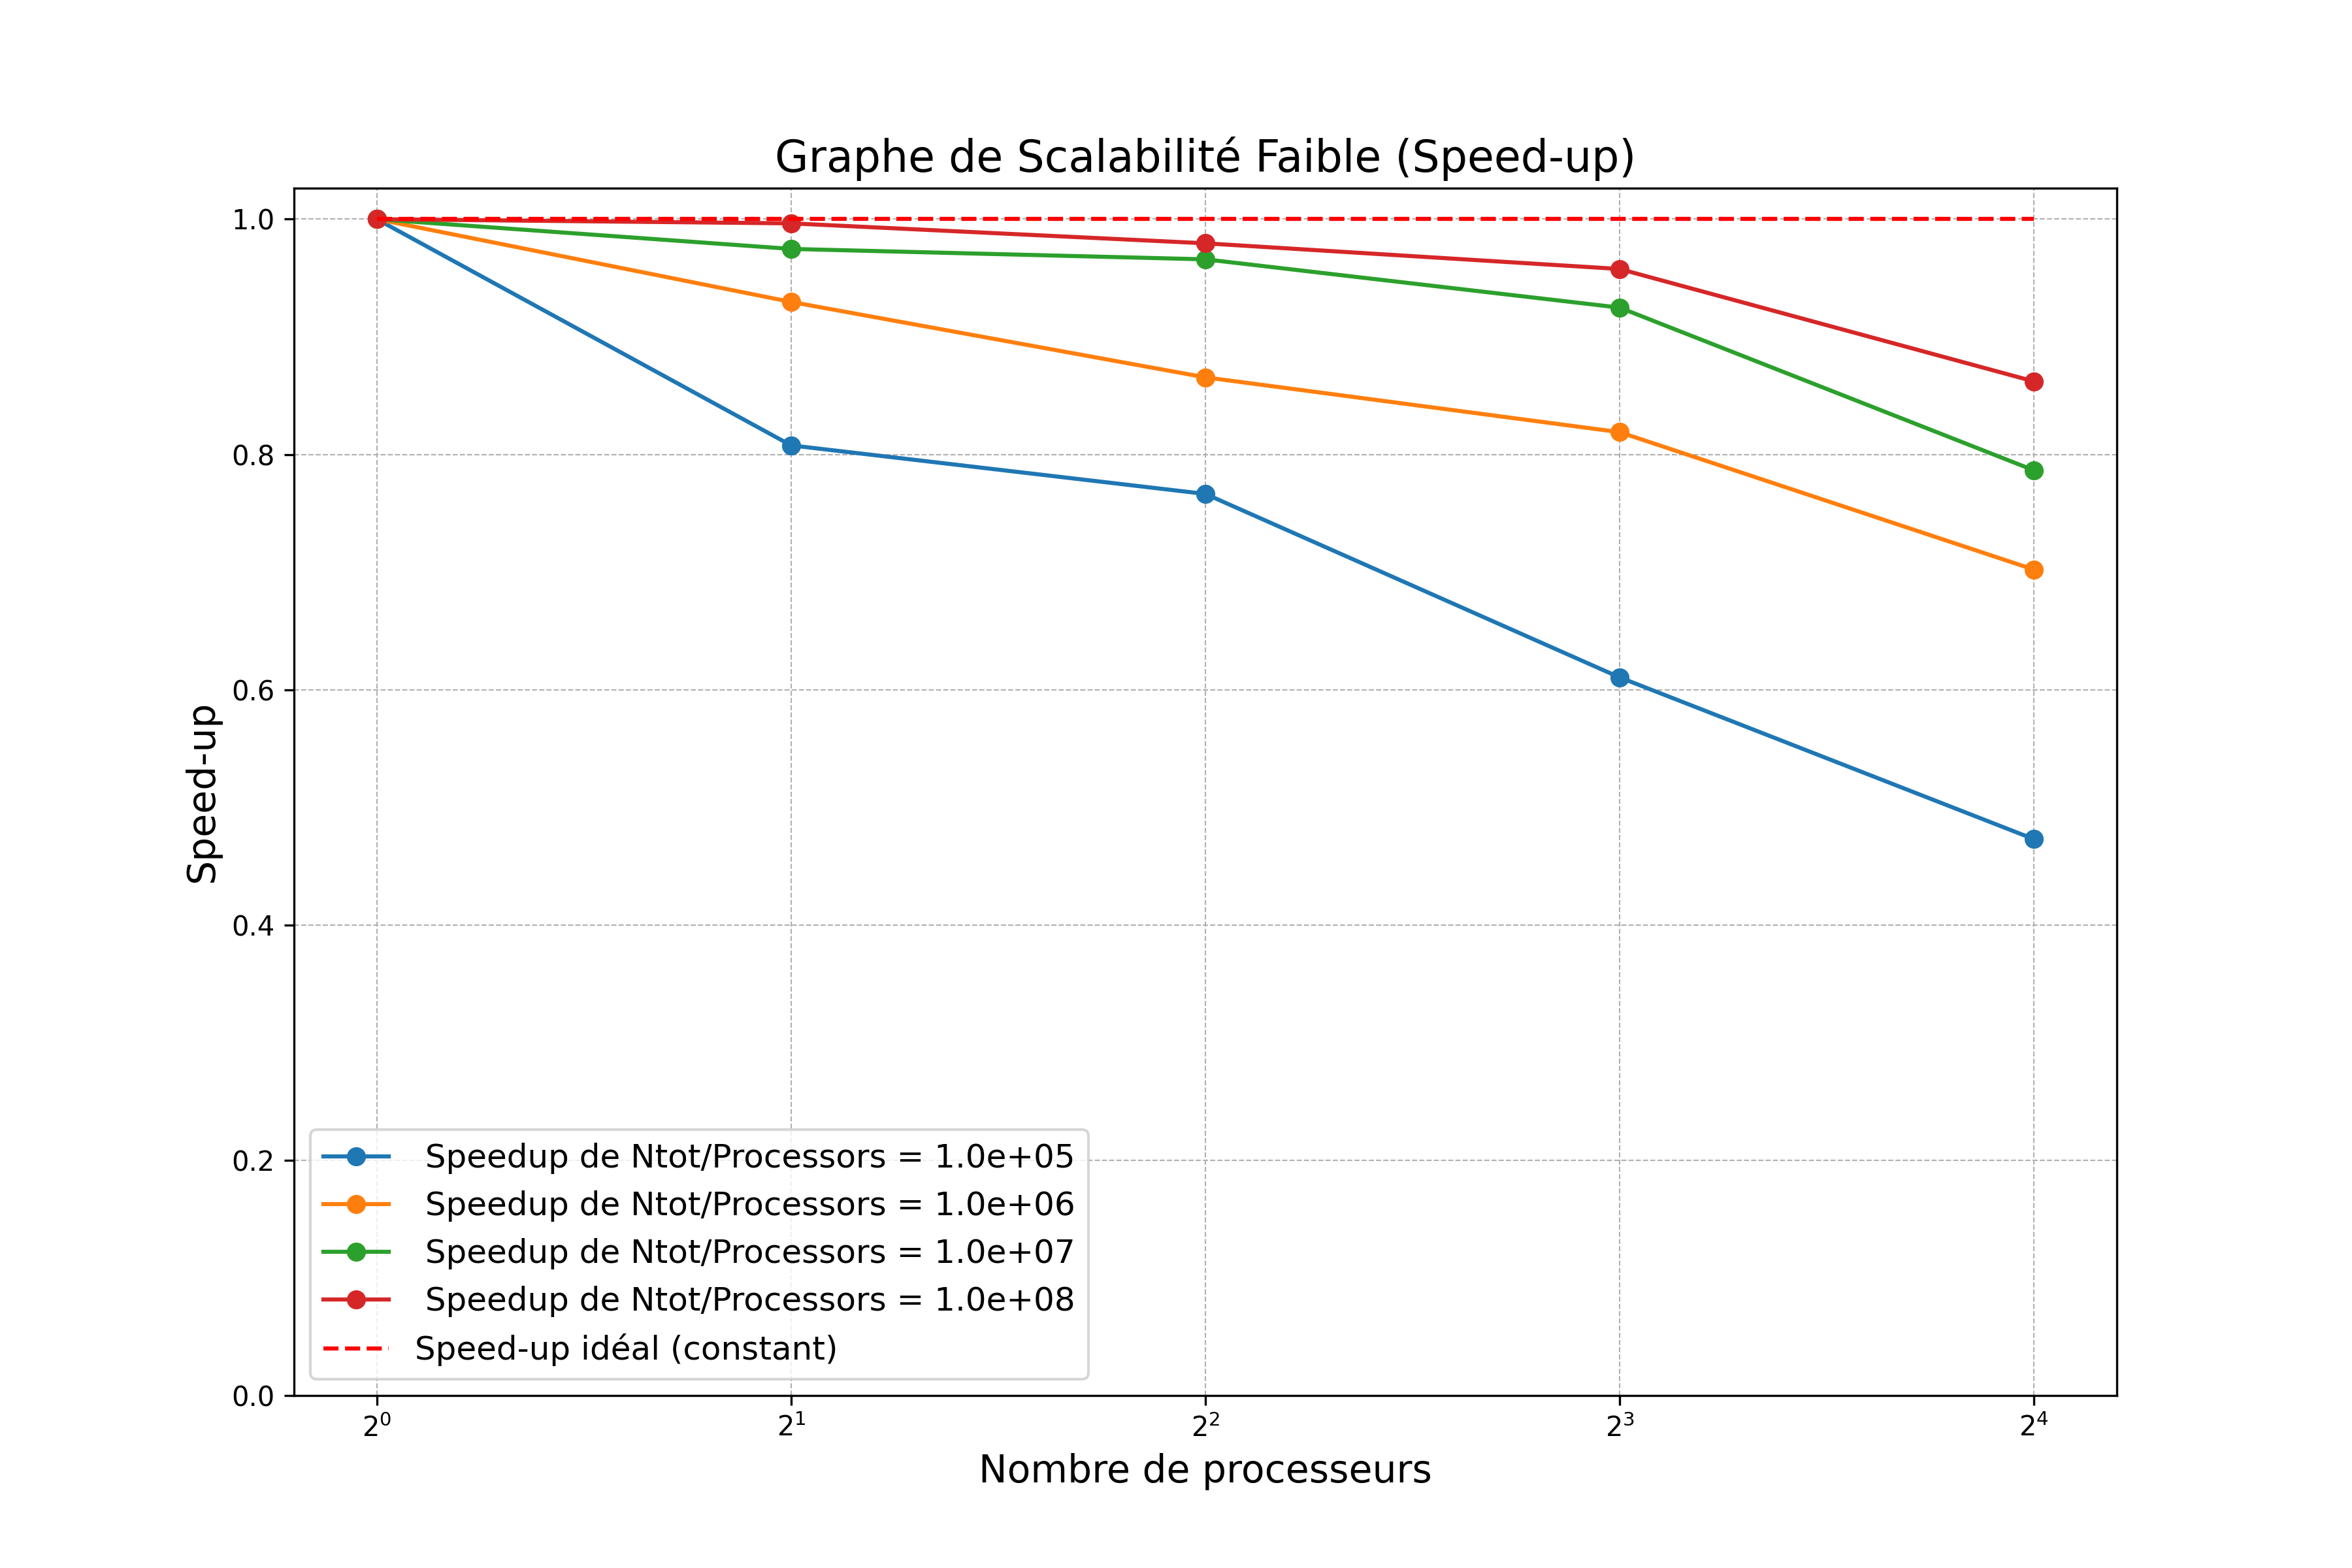 Graphe de Scalabilité Faible (Speed-up)
1.0
0.8
0.6
0.4
0.2
0.0
Speed-up
Speedup de Ntot/Processors = 1.0e+05
Speedup de Ntot/Processors = 1.0e+06
Speedup de Ntot/Processors = 1.0e+07
Speedup de Ntot/Processors = 1.0e+08
Speed-up idéal (constant)
2⁰ 2¹ 2² 2³ 2⁴
Nombre de processeurs